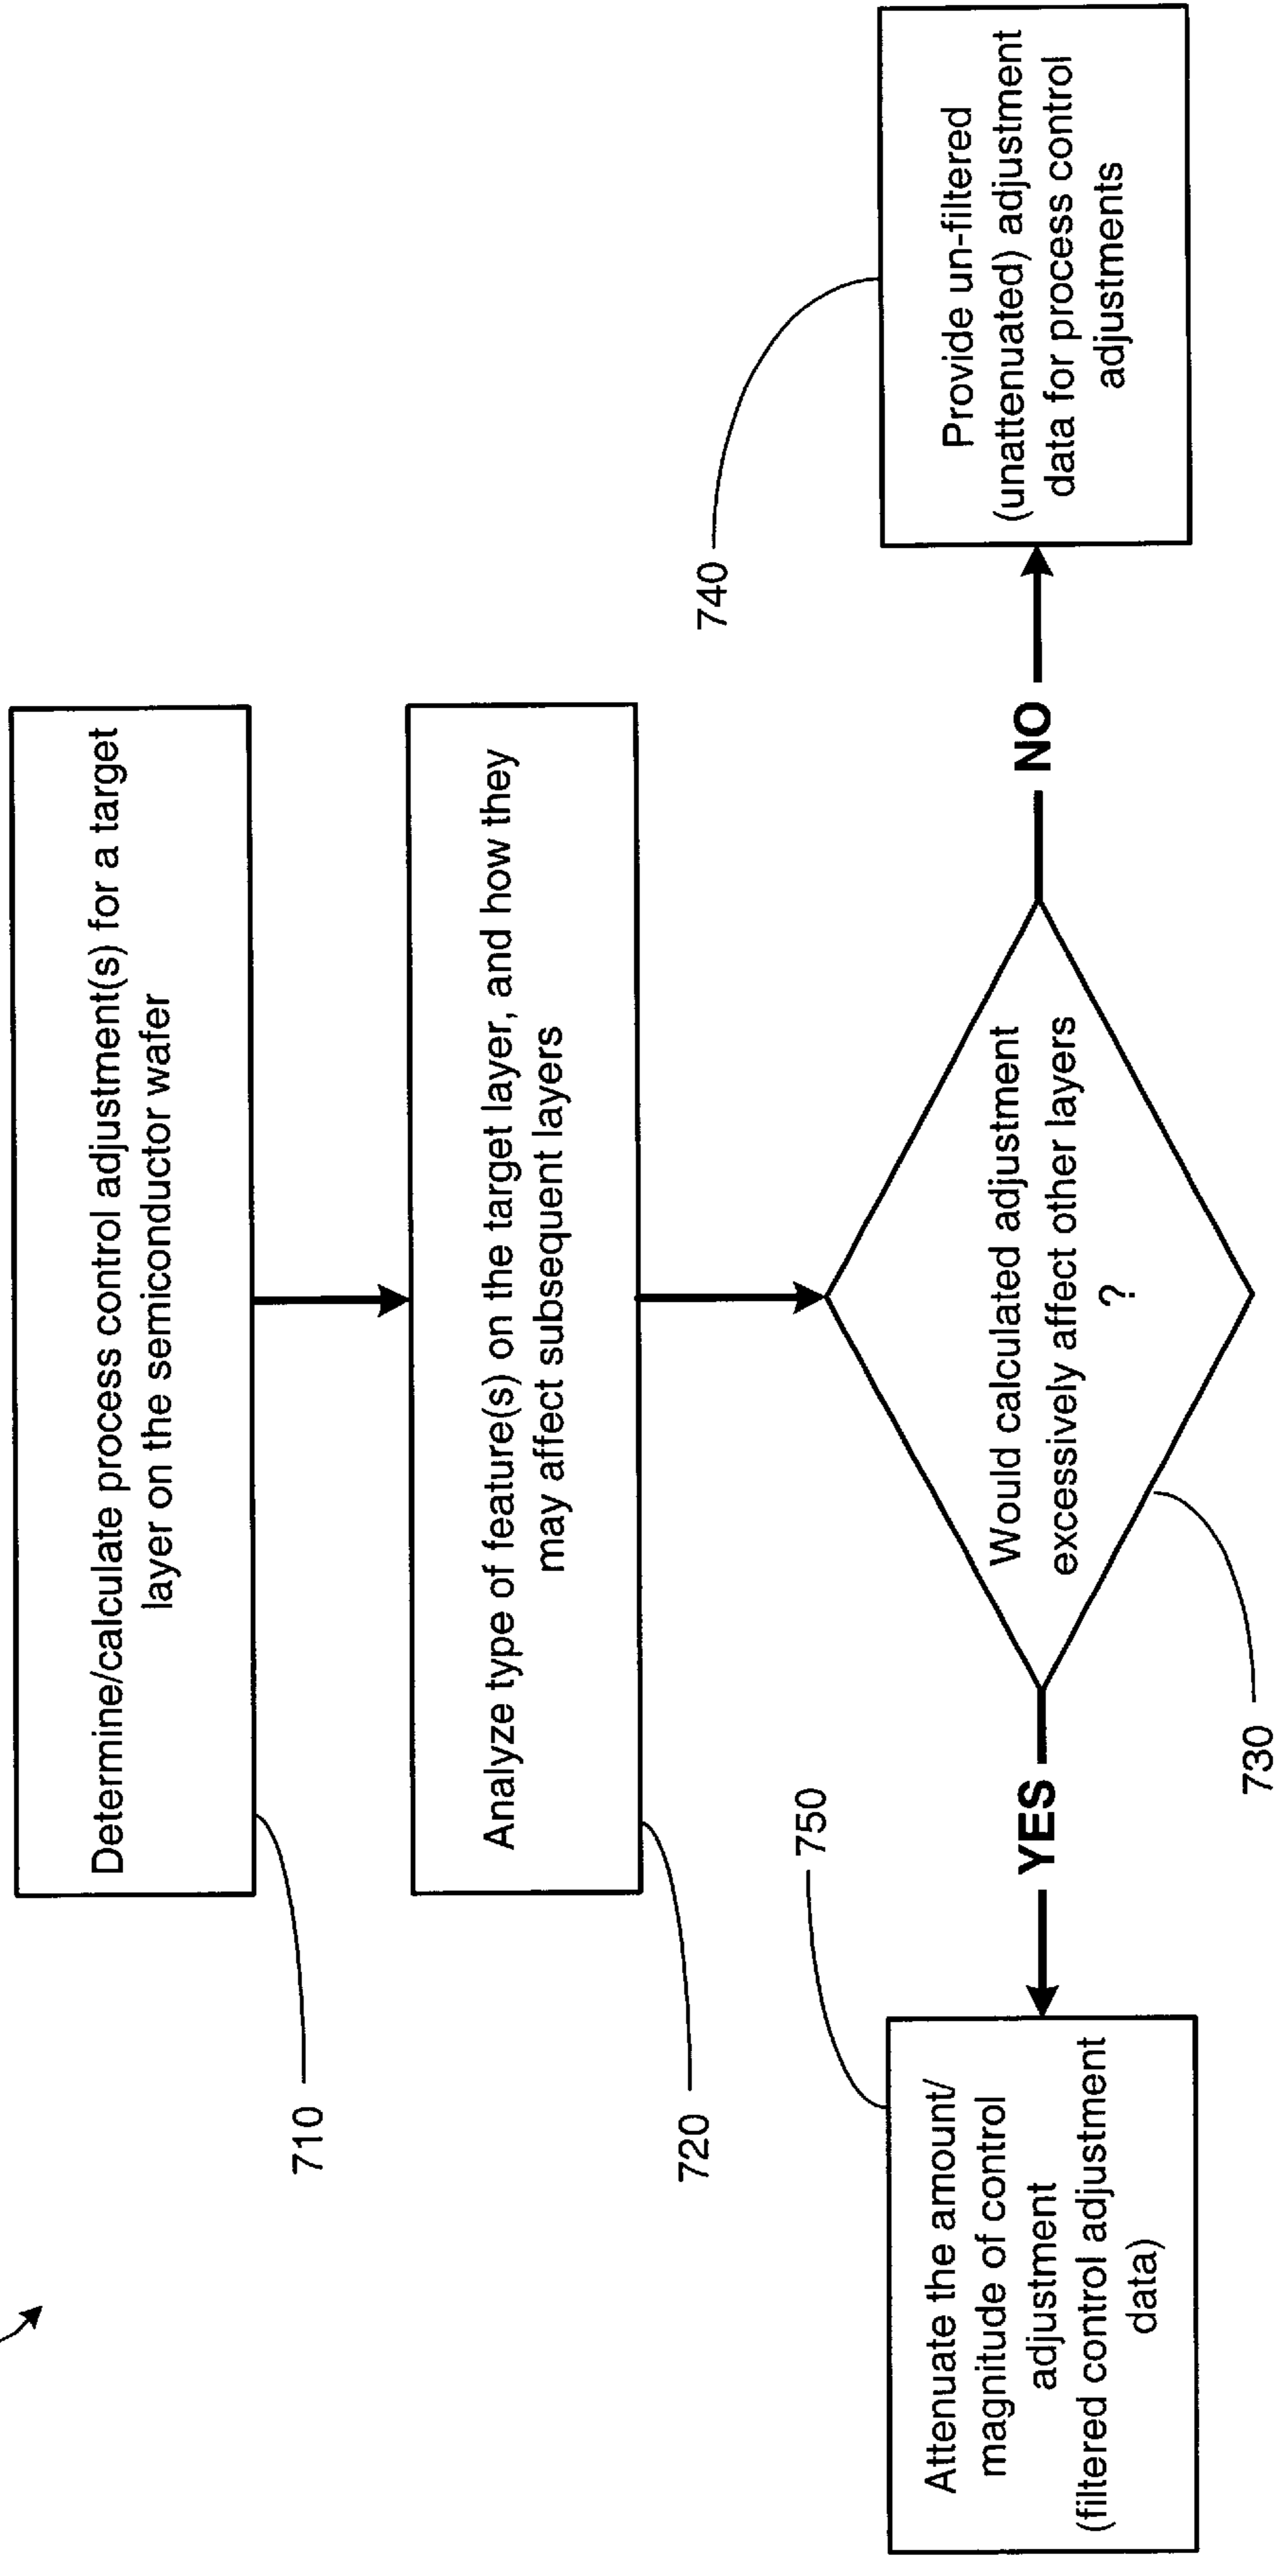 Determine/calculate process control adjustment(s) for a target
layer on the semiconductor wafer
710
Analyze type of feature(s) on the target layer, and how they
may affect subsequent layers
720
Would calculated adjustment
excessively affect other layers
?
730
YES
NO
750
Attenuate the amount/
magnitude of control
adjustment
(filtered control adjustment
data)
740
Provide un-filtered
(unattenuated) adjustment
data for process control
adjustments